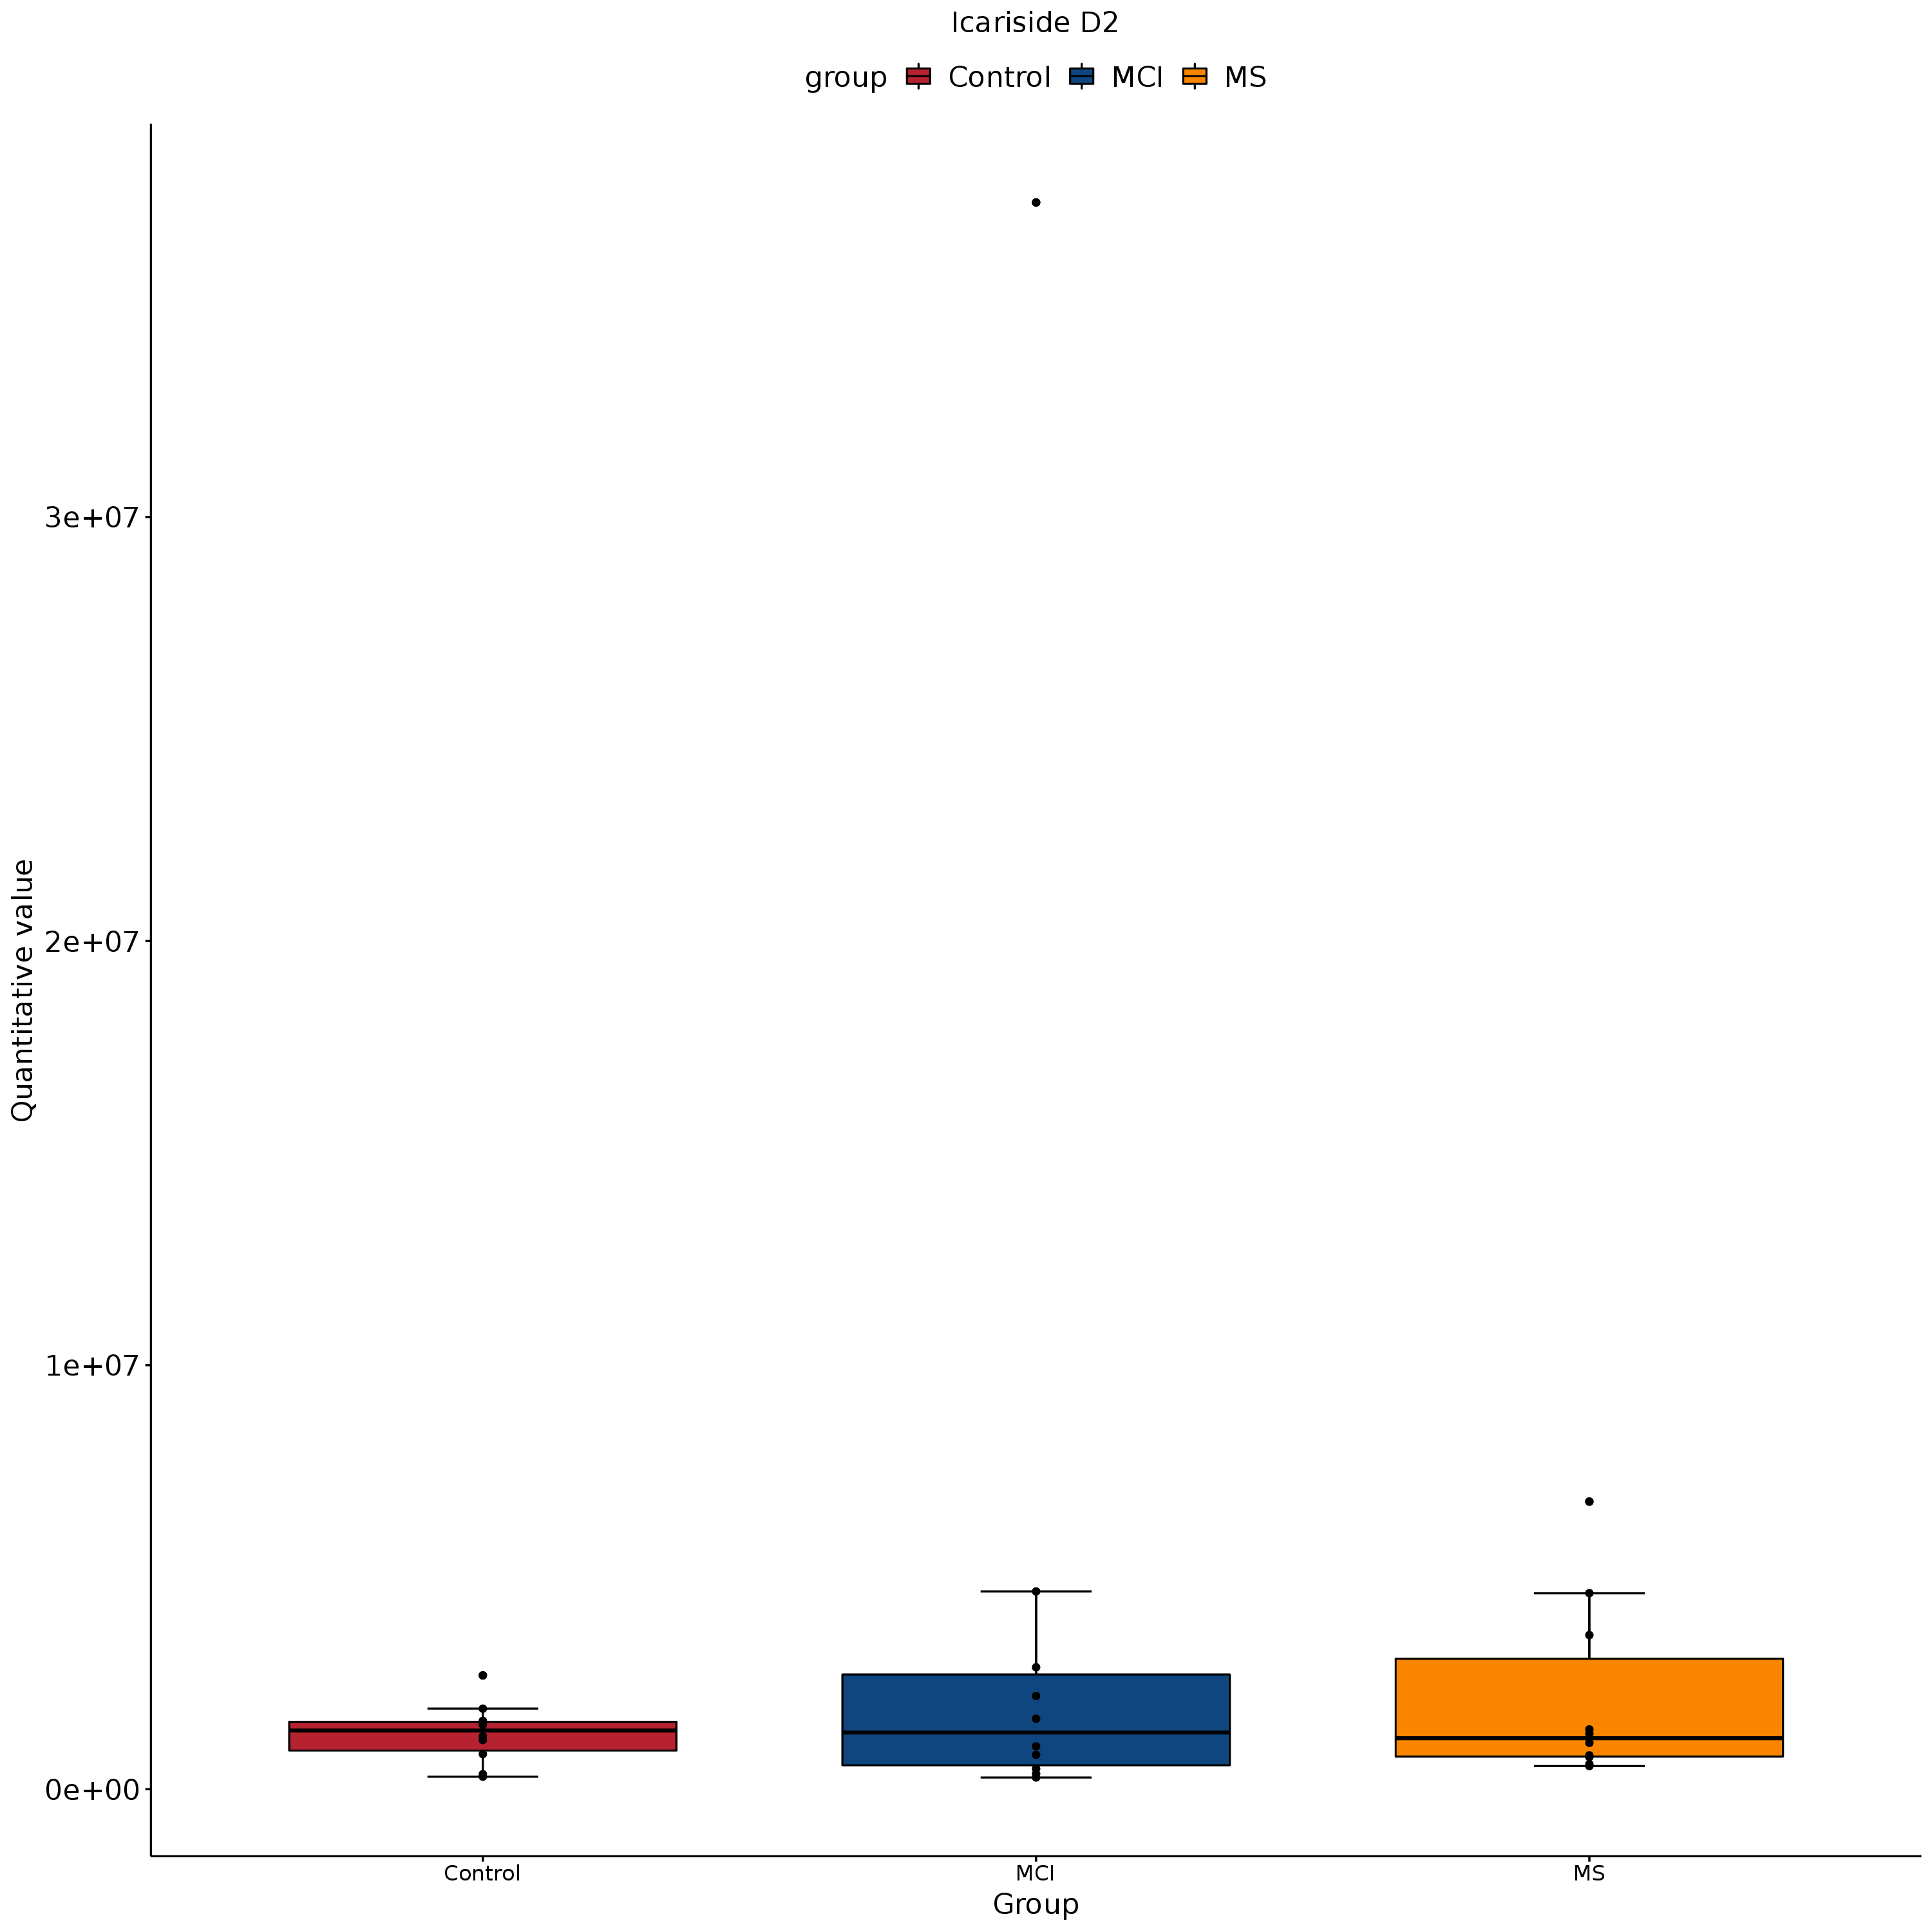 Icariside D2
group Control MCI MS
Quantitative value
3e+07
2e+07
1e+07
0e+00
Control MCI MS
Group